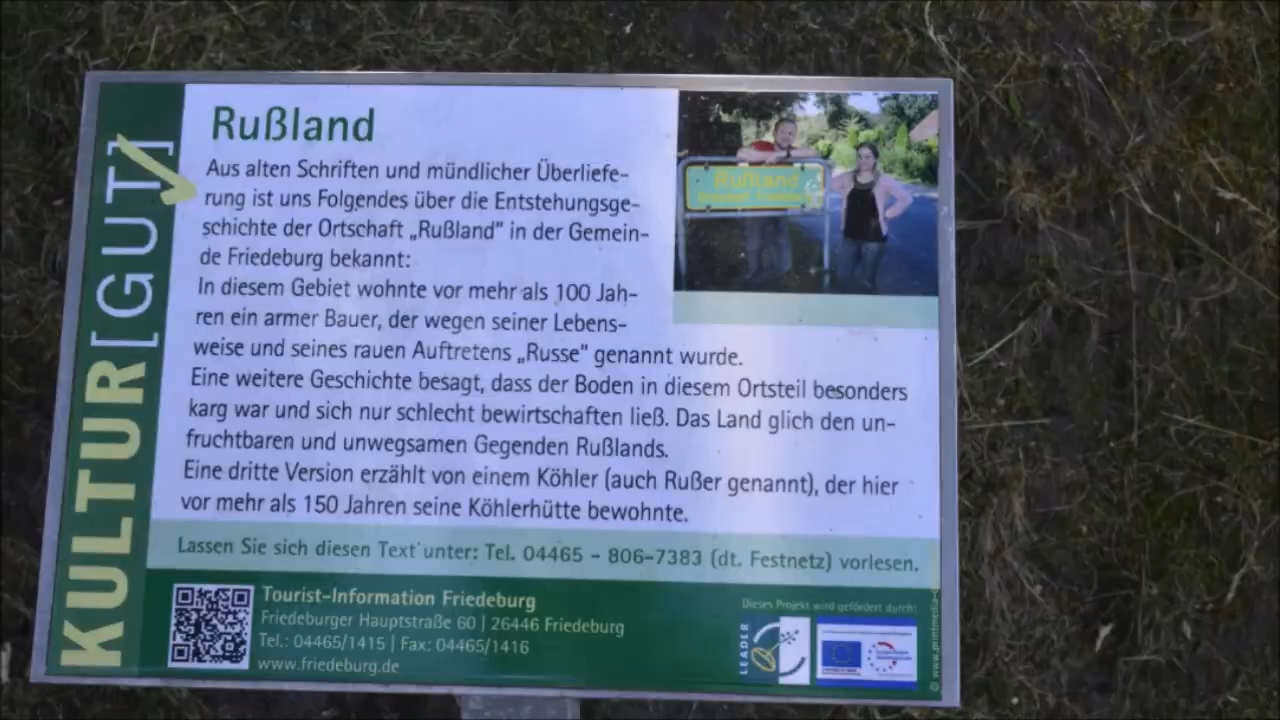 KULTUR[GUT]
Rußland
Aus alten Schriften und mündlicher Überliefe-
rung ist uns Folgendes über die Entstehungsge-
schichte der Ortschaft „Rußland" in der Gemein-
de Friedeburg bekannt:
In diesem Gebiet wohnte vor mehr als 100 Jah-
ren ein armer Bauer, der wegen seiner Lebens-
weise und seines rauen Auftretens „Russe" genannt wurde.
Eine weitere Geschichte besagt, dass der Boden in diesem Ortsteil besonders
karg war und sich nur schlecht bewirtschaften ließ. Das Land glich den un-
fruchtbaren und unwegsamen Gegenden Rußlands.
Eine dritte Version erzählt von einem Köhler (auch Rußer genannt), der hier
vor mehr als 150 Jahren seine Köhlerhütte bewohnte.
Rußland
Lassen Sie sich diesen Text unter: Tel. 04465 - 806-7383 (dt. Festnetz) vorlesen.
Tourist-Information Friedeburg
Friedeburger Hauptstraße 60 | 26446 Friedeburg
Tel.: 04465/1415 | Fax: 04465/1416
www.friedeburg.de
Dieses Projekt wird gefördert durch:
LEADER